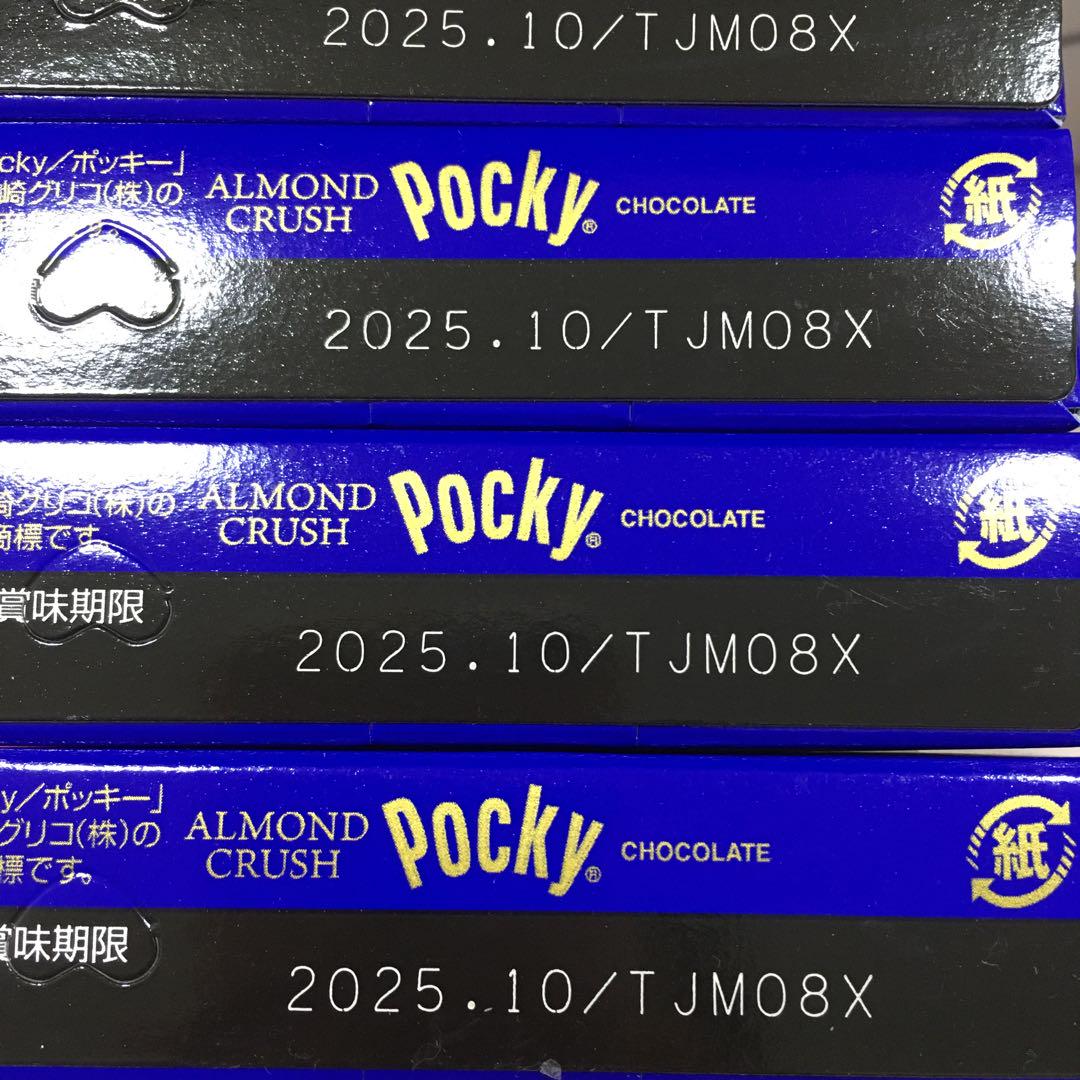 2025.10/TJM08X
cky/ポッキー」
崎グリコ(株)の
ALMOND
CRUSH
Pocky®
CHOCOLATE
紙
2025.10/TJM08X
崎グリコ(株)の
商標です。
ALMOND
CRUSH
Pocky®
CHOCOLATE
紙
賞味期限
2025.10/TJM08X
y/ポッキー」
グリコ(株)の
標です。
ALMOND
CRUSH
Pocky®
CHOCOLATE
紙
賞味期限
2025.10/TJM08X